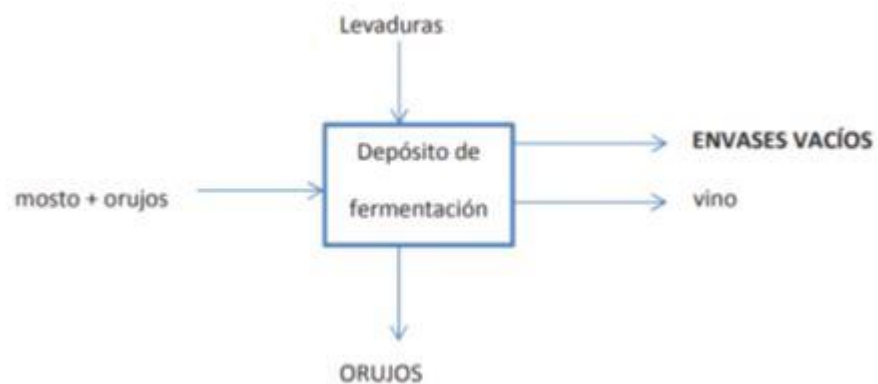 Levaduras
Depósito de
fermentación
ENVASES VACÍOS
mosto + orujos
vino
ORUJOS